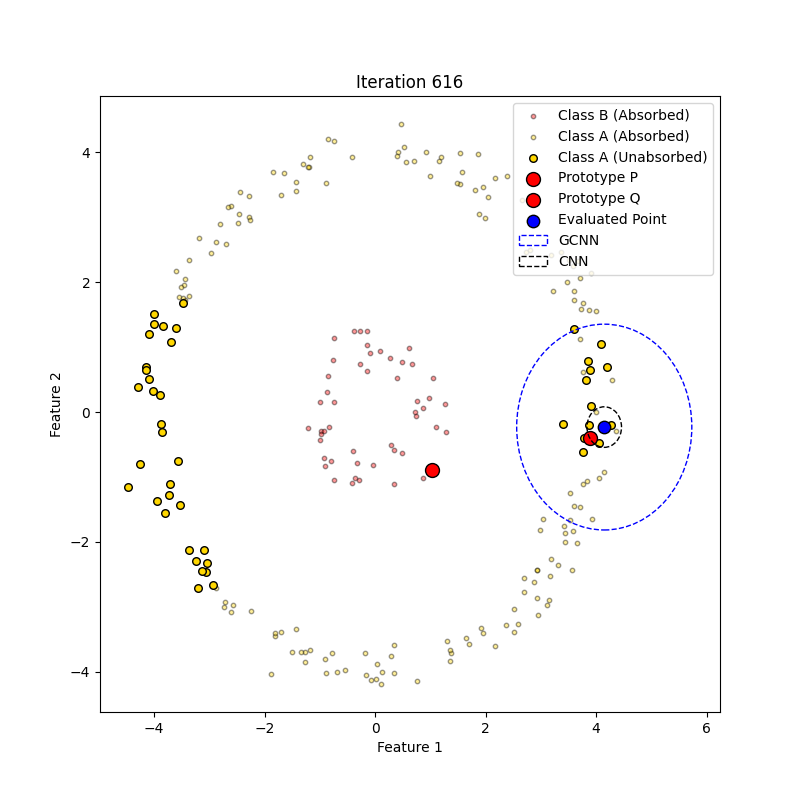 Iteration 616
Class B (Absorbed)
Class A (Absorbed)
Class A (Unabsorbed)
Prototype P
Prototype Q
Evaluated Point
GCNN
CNN
4
2
0
−2
−4
Feature 2
−4
−2
0
2
4
6
Feature 1